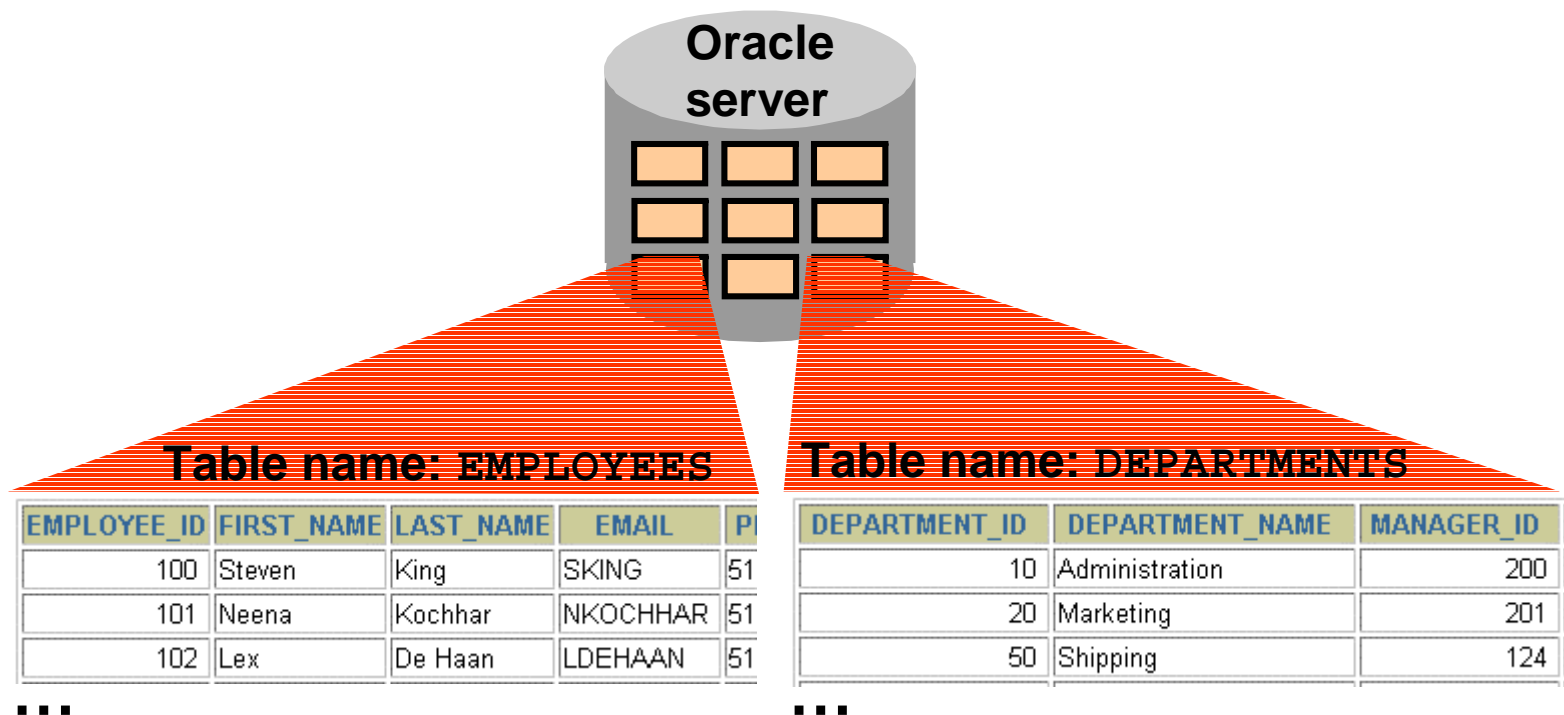 Oracle
server
Table name: EMPLOYEES
EMPLOYEE_ID FIRST_NAME LAST_NAME EMAIL
100 Steven King SKING 51
101 Neena Kochhar NKOCHHAR 51
102 Lex De Haan LDEHAAN 51
...
Table name: DEPARTMENTS
DEPARTMENT_ID DEPARTMENT_NAME MANAGER_ID
10 Administration 200
20 Marketing 201
50 Shipping 124
...